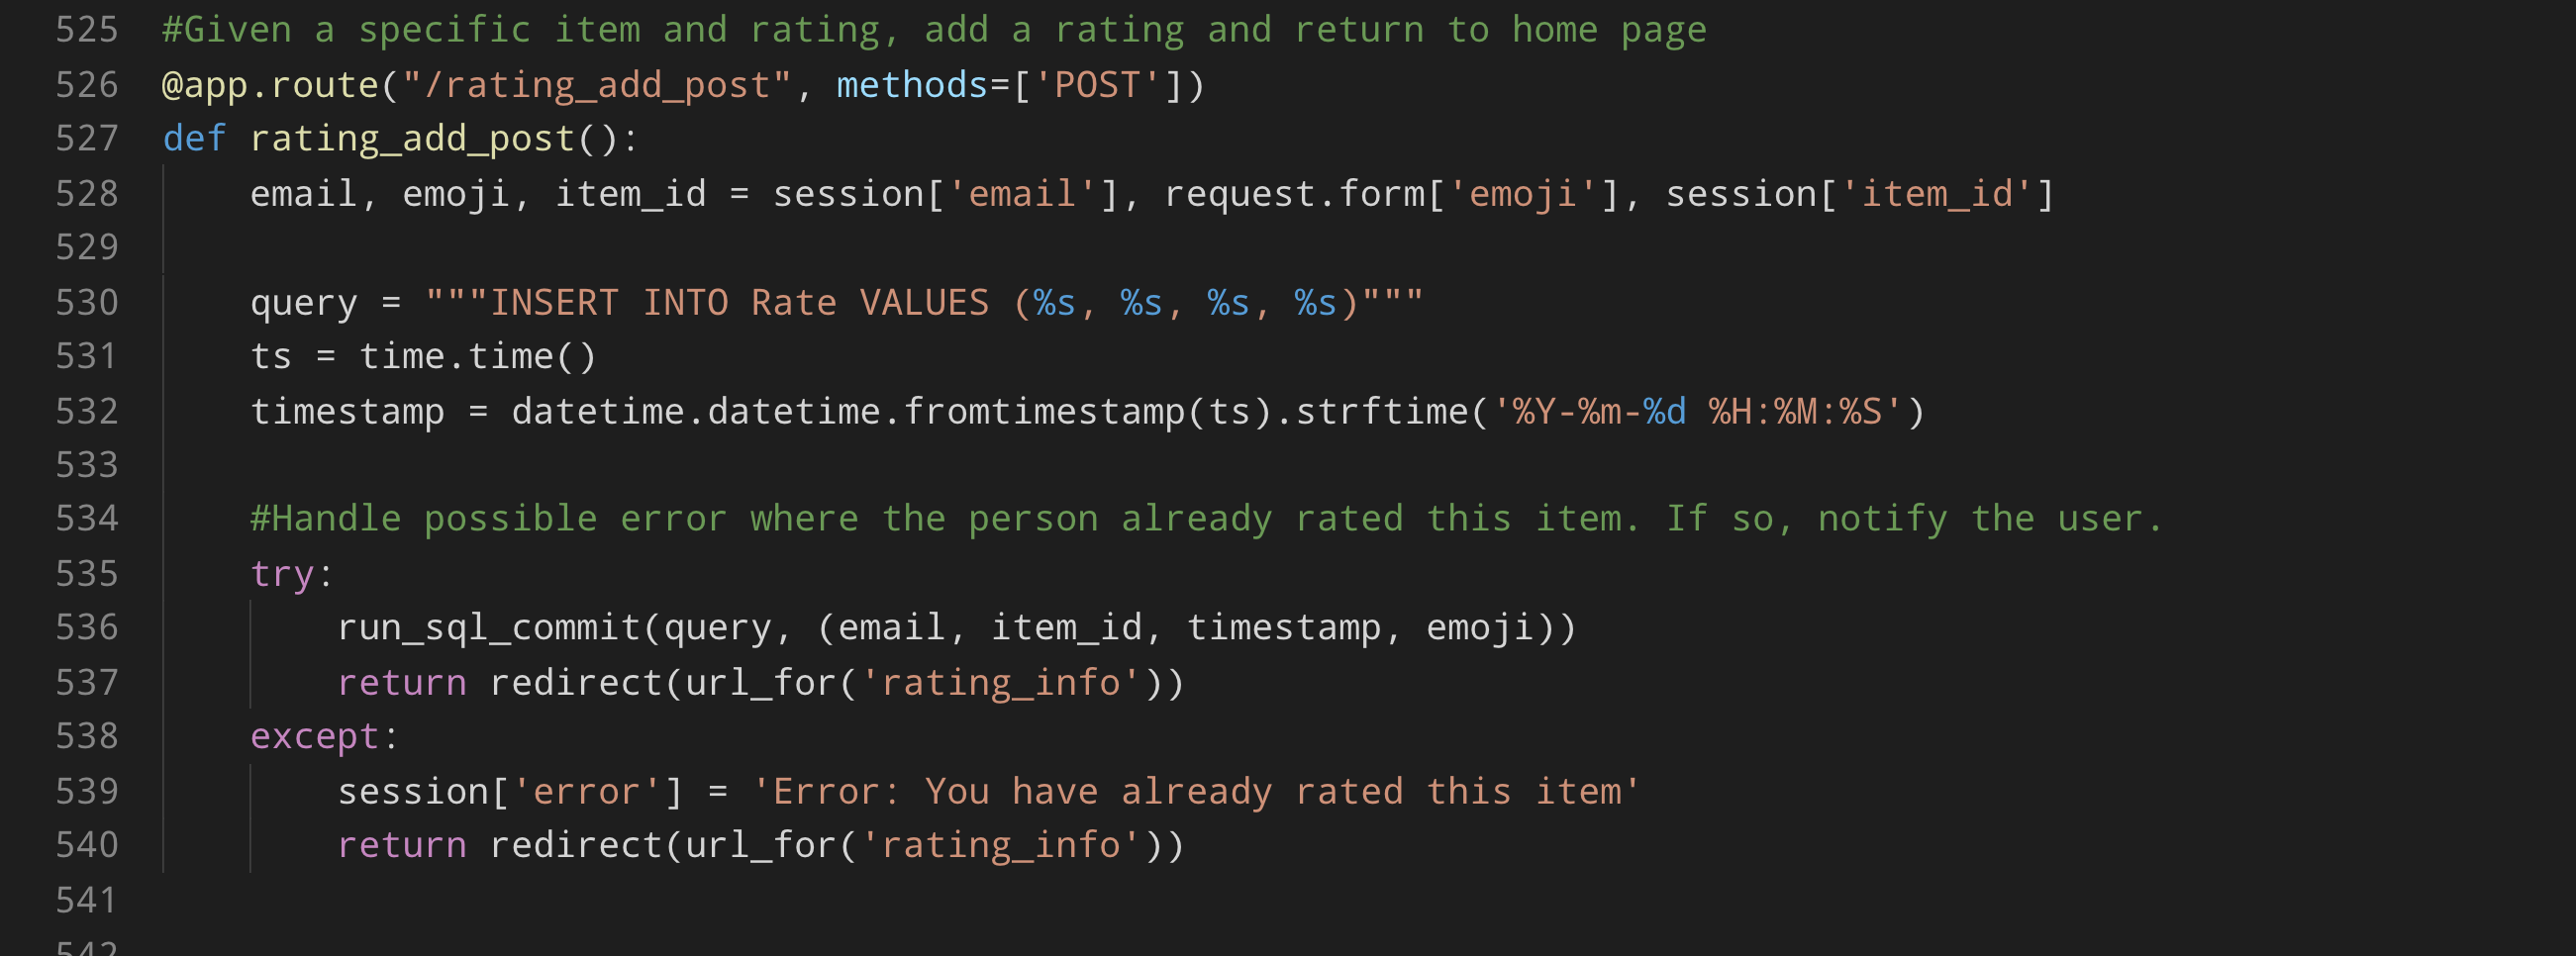 525 #Given a specific item and rating, add a rating and return to home page
526 @app.route("/rating_add_post", methods=['POST'])
527 def rating_add_post():
528     email, emoji, item_id = session['email'], request.form['emoji'], session['item_id']
529
530     query = """INSERT INTO Rate VALUES (%s, %s, %s, %s)"""
531     ts = time.time()
532     timestamp = datetime.datetime.fromtimestamp(ts).strftime('%Y-%m-%d %H:%M:%S')
533
534     #Handle possible error where the person already rated this item. If so, notify the user.
535     try:
536         run_sql_commit(query, (email, item_id, timestamp, emoji))
537         return redirect(url_for('rating_info'))
538     except:
539         session['error'] = 'Error: You have already rated this item'
540         return redirect(url_for('rating_info'))
541
542